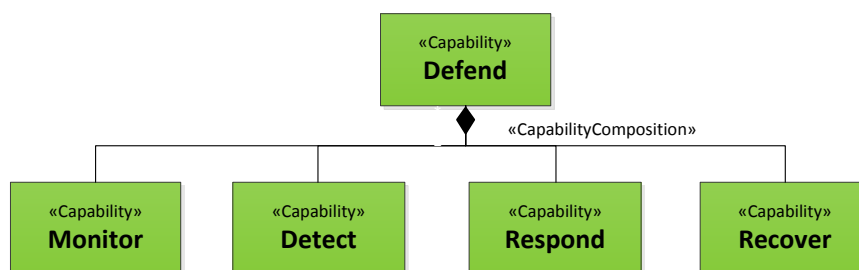 «Capability»
Defend
«CapabilityComposition»
«Capability»
Monitor
«Capability»
Detect
«Capability»
Respond
«Capability»
Recover